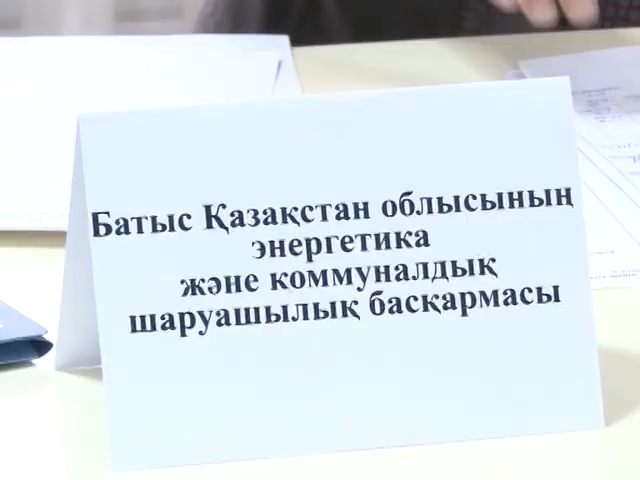 Батыс Қазақстан облысының
энергетика
және коммуналдық
шаруашылық басқармасы